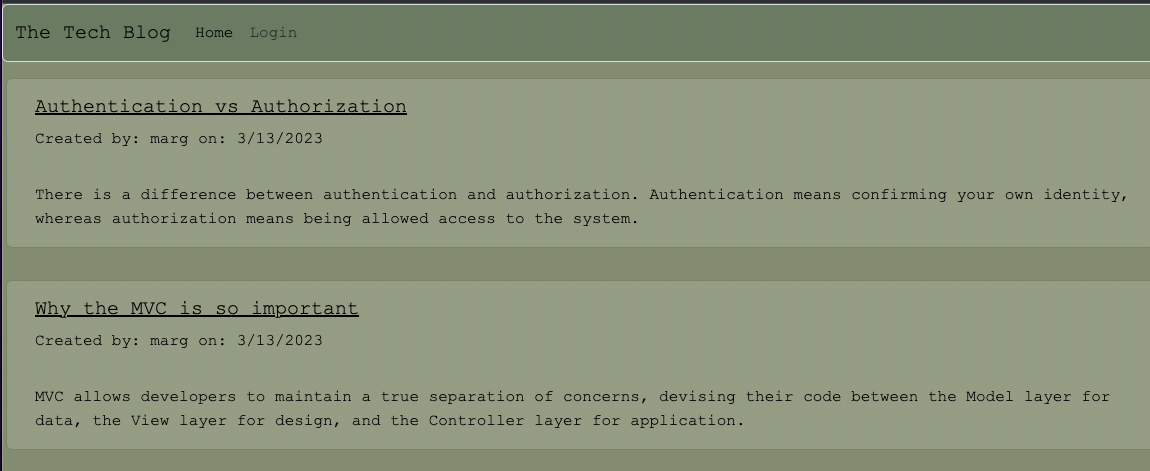 The Tech Blog Home Login
Authentication vs Authorization
Created by: marg on: 3/13/2023
There is a difference between authentication and authorization. Authentication means confirming your own identity,
whereas authorization means being allowed access to the system.
Why the MVC is so important
Created by: marg on: 3/13/2023
MVC allows developers to maintain a true separation of concerns, devising their code between the Model layer for
data, the View layer for design, and the Controller layer for application.